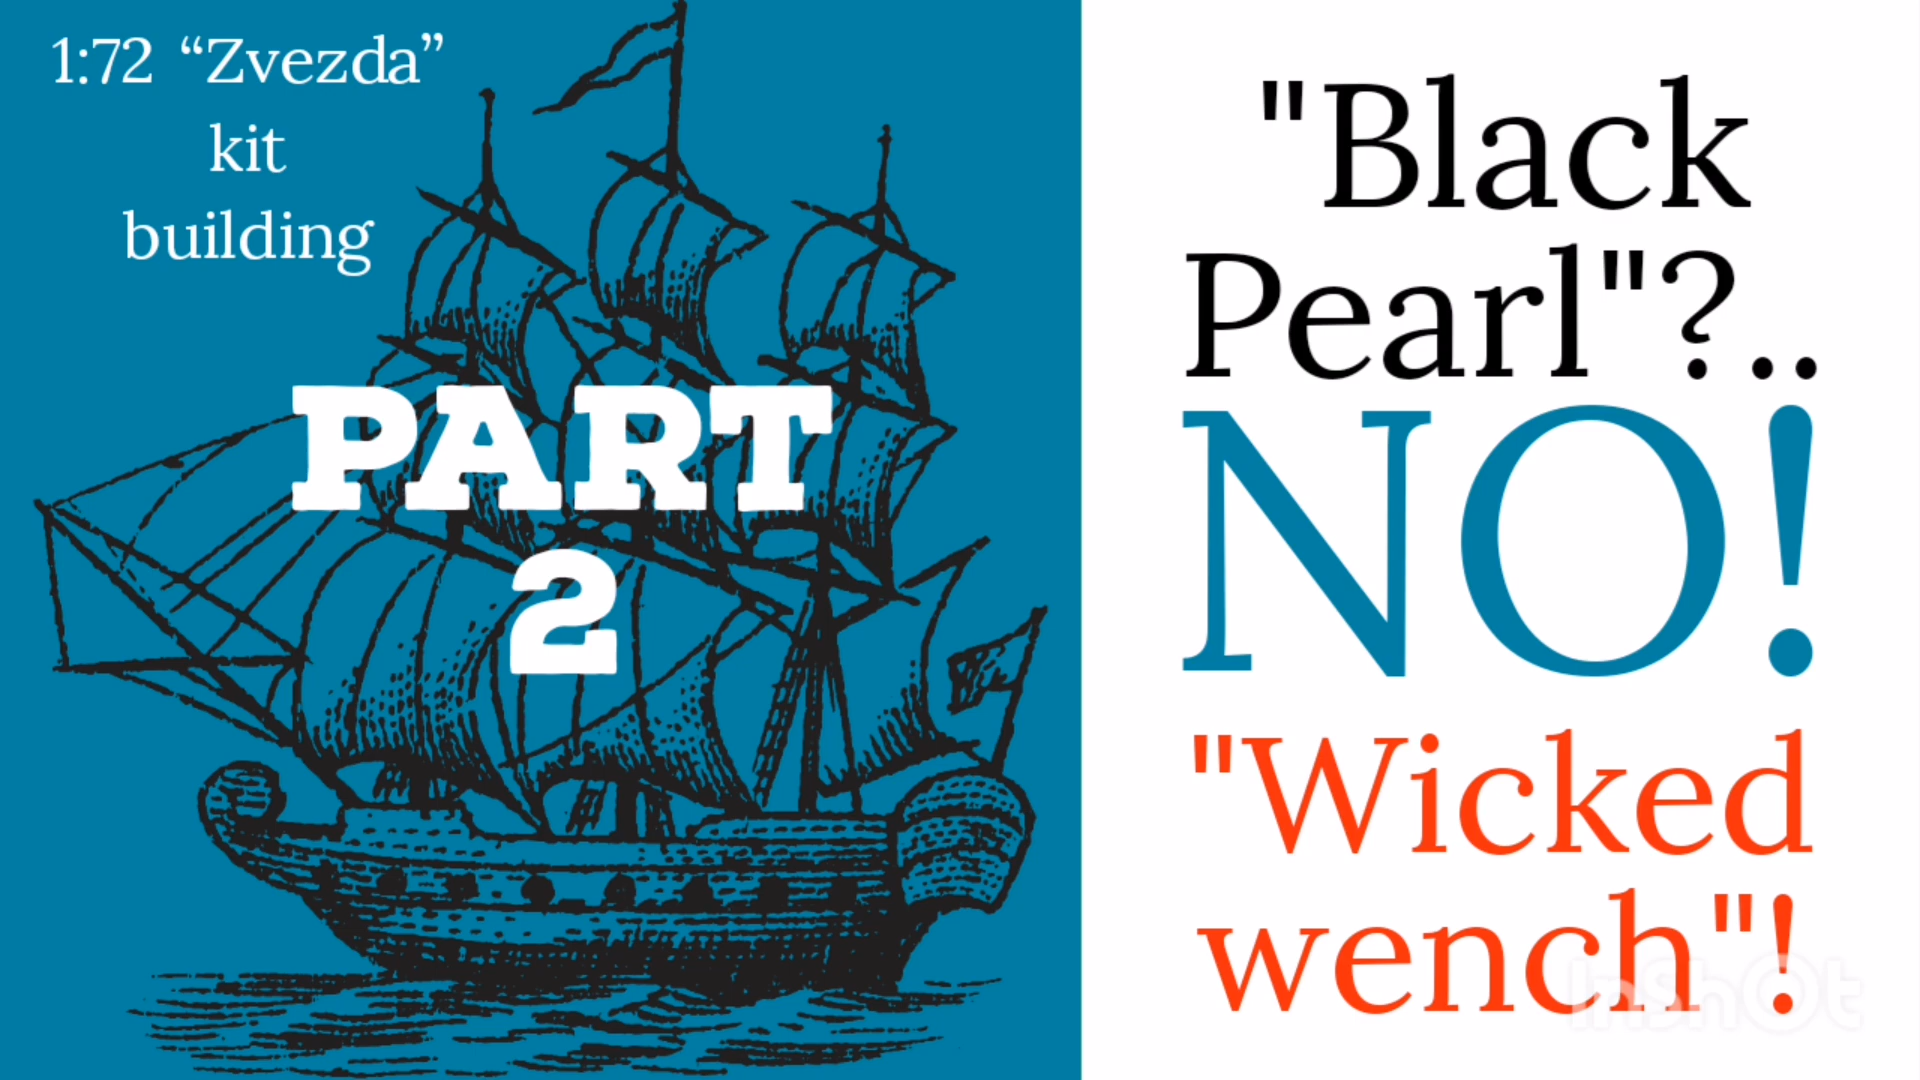 1:72 “Zvezda”
kit
building
PART
2
"Black
Pearl"?..
NO!
"Wicked
wench"!
InShOt